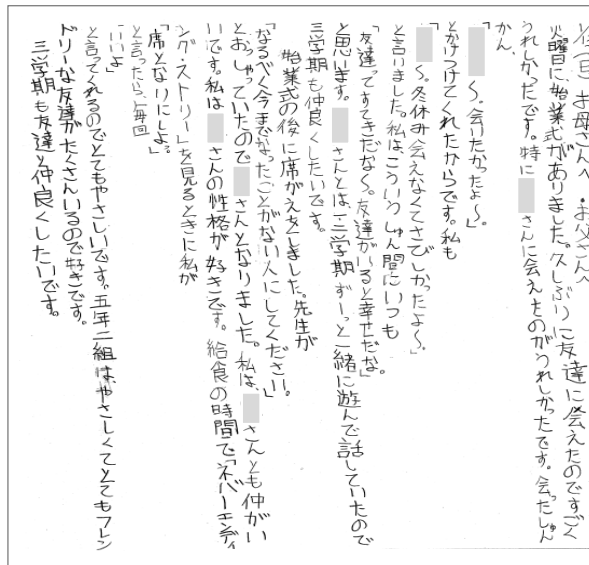 1/13(日) お母さんへ・お父さんへ
火曜日に始業式がありました。久しぶりに友達に会えたのですごく
うれしかったです。特に さんに会えたのがうれしかったです。会ったしゅん
かん、
「 〜。会いたかったよ〜。」
とかけつけてくれたからです。私も
「 〜。冬休み会えなくてさびしかったよ〜。」
と言いました。私は、こういうしゅん間にいつも
「友達ってすてきだな〜。友達がいると幸せだな。」
と思います。 さんとは、二学期ずーっと一緒に遊んで話していたので
三学期も仲良くしたいです。
始業式の後に席がえをしました。先生が
「なるべく今までなったことがない人にしてください。」
とおっしゃっていたので さんとなりました。私は、 さんとも仲がい
いです。私は さんの性格が好きです。給食の時間で「ネバーエンディ
ング・ストリー」を見るときに私が
「席となりにしよ。」
と言ったら、毎回
「いいよ」
と言ってくれるのでとてもやさしいです。五年二組は、やさしくてとてもフレン
ドリーな友達がたくさんいるので好きです。
三学期も友達と仲良くしたいです。